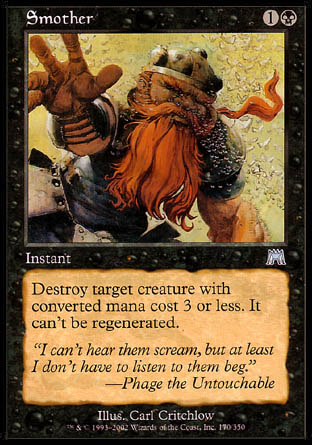 Smother 1
Instant
Destroy target creature with
converted mana cost 3 or less. It
can't be regenerated.
"I can't hear them scream, but at least
I don't have to listen to them beg."
—Phage the Untouchable
Illus. Carl Critchlow
™ & © 1993–2002 Wizards of the Coast, Inc. 170/350